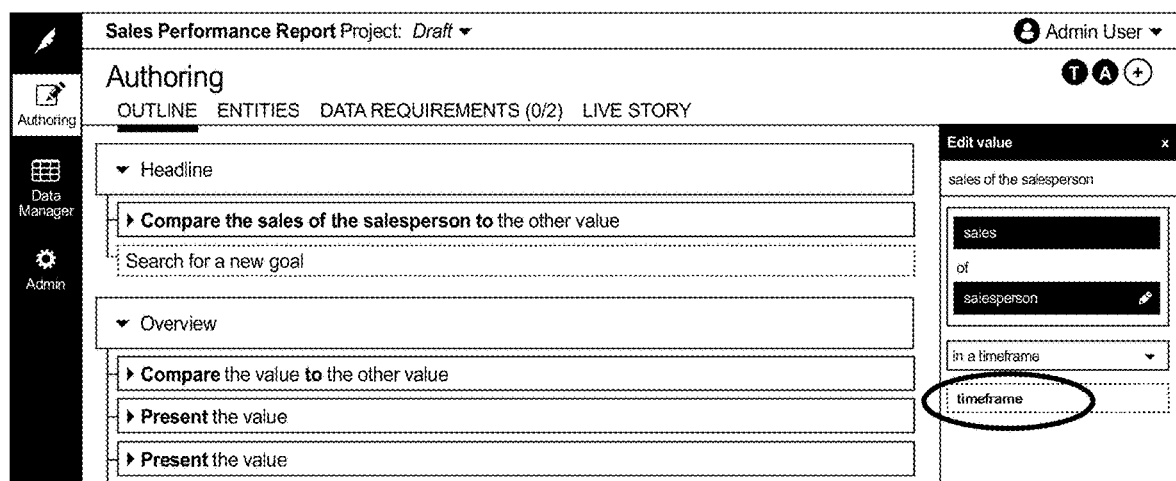 Sales Performance Report Project: Draft
Admin User
Authoring
T A +
OUTLINE ENTITIES DATA REQUIREMENTS (0/2) LIVE STORY
Authoring
Data
Manager
Admin
Headline
Compare the sales of the salesperson to the other value
Search for a new goal
Overview
Compare the value to the other value
Present the value
Present the value
Edit value x
sales of the salesperson
sales
of
salesperson
in a timeframe
timeframe